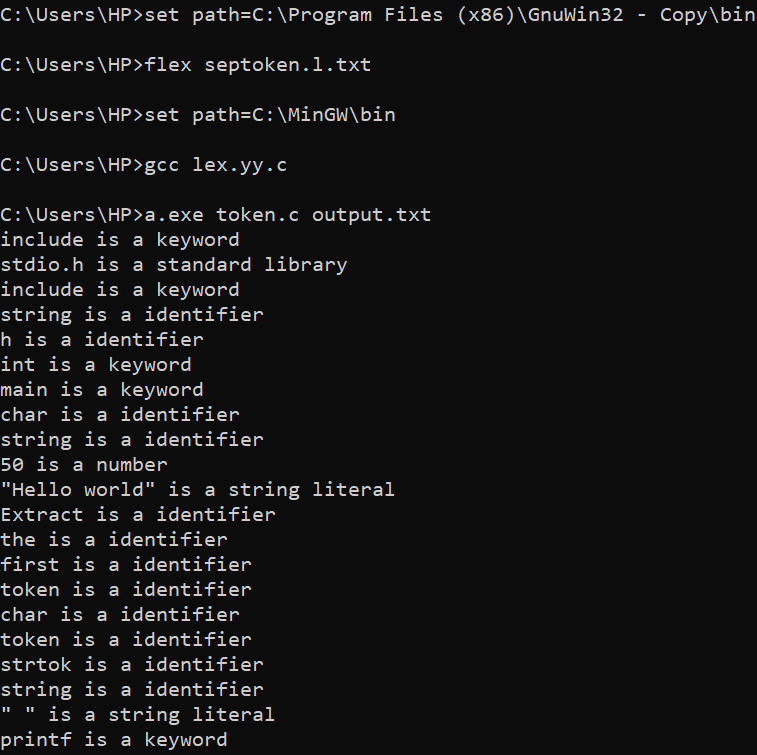 C:\Users\HP>set path=C:\Program Files (x86)\GnuWin32 - Copy\bin
C:\Users\HP>flex septoken.l.txt
C:\Users\HP>set path=C:\MinGW\bin
C:\Users\HP>gcc lex.yy.c
C:\Users\HP>a.exe token.c output.txt
include is a keyword
stdio.h is a standard library
include is a keyword
string is a identifier
h is a identifier
int is a keyword
main is a keyword
char is a identifier
string is a identifier
50 is a number
"Hello world" is a string literal
Extract is a identifier
the is a identifier
first is a identifier
token is a identifier
char is a identifier
token is a identifier
strtok is a identifier
string is a identifier
" " is a string literal
printf is a keyword